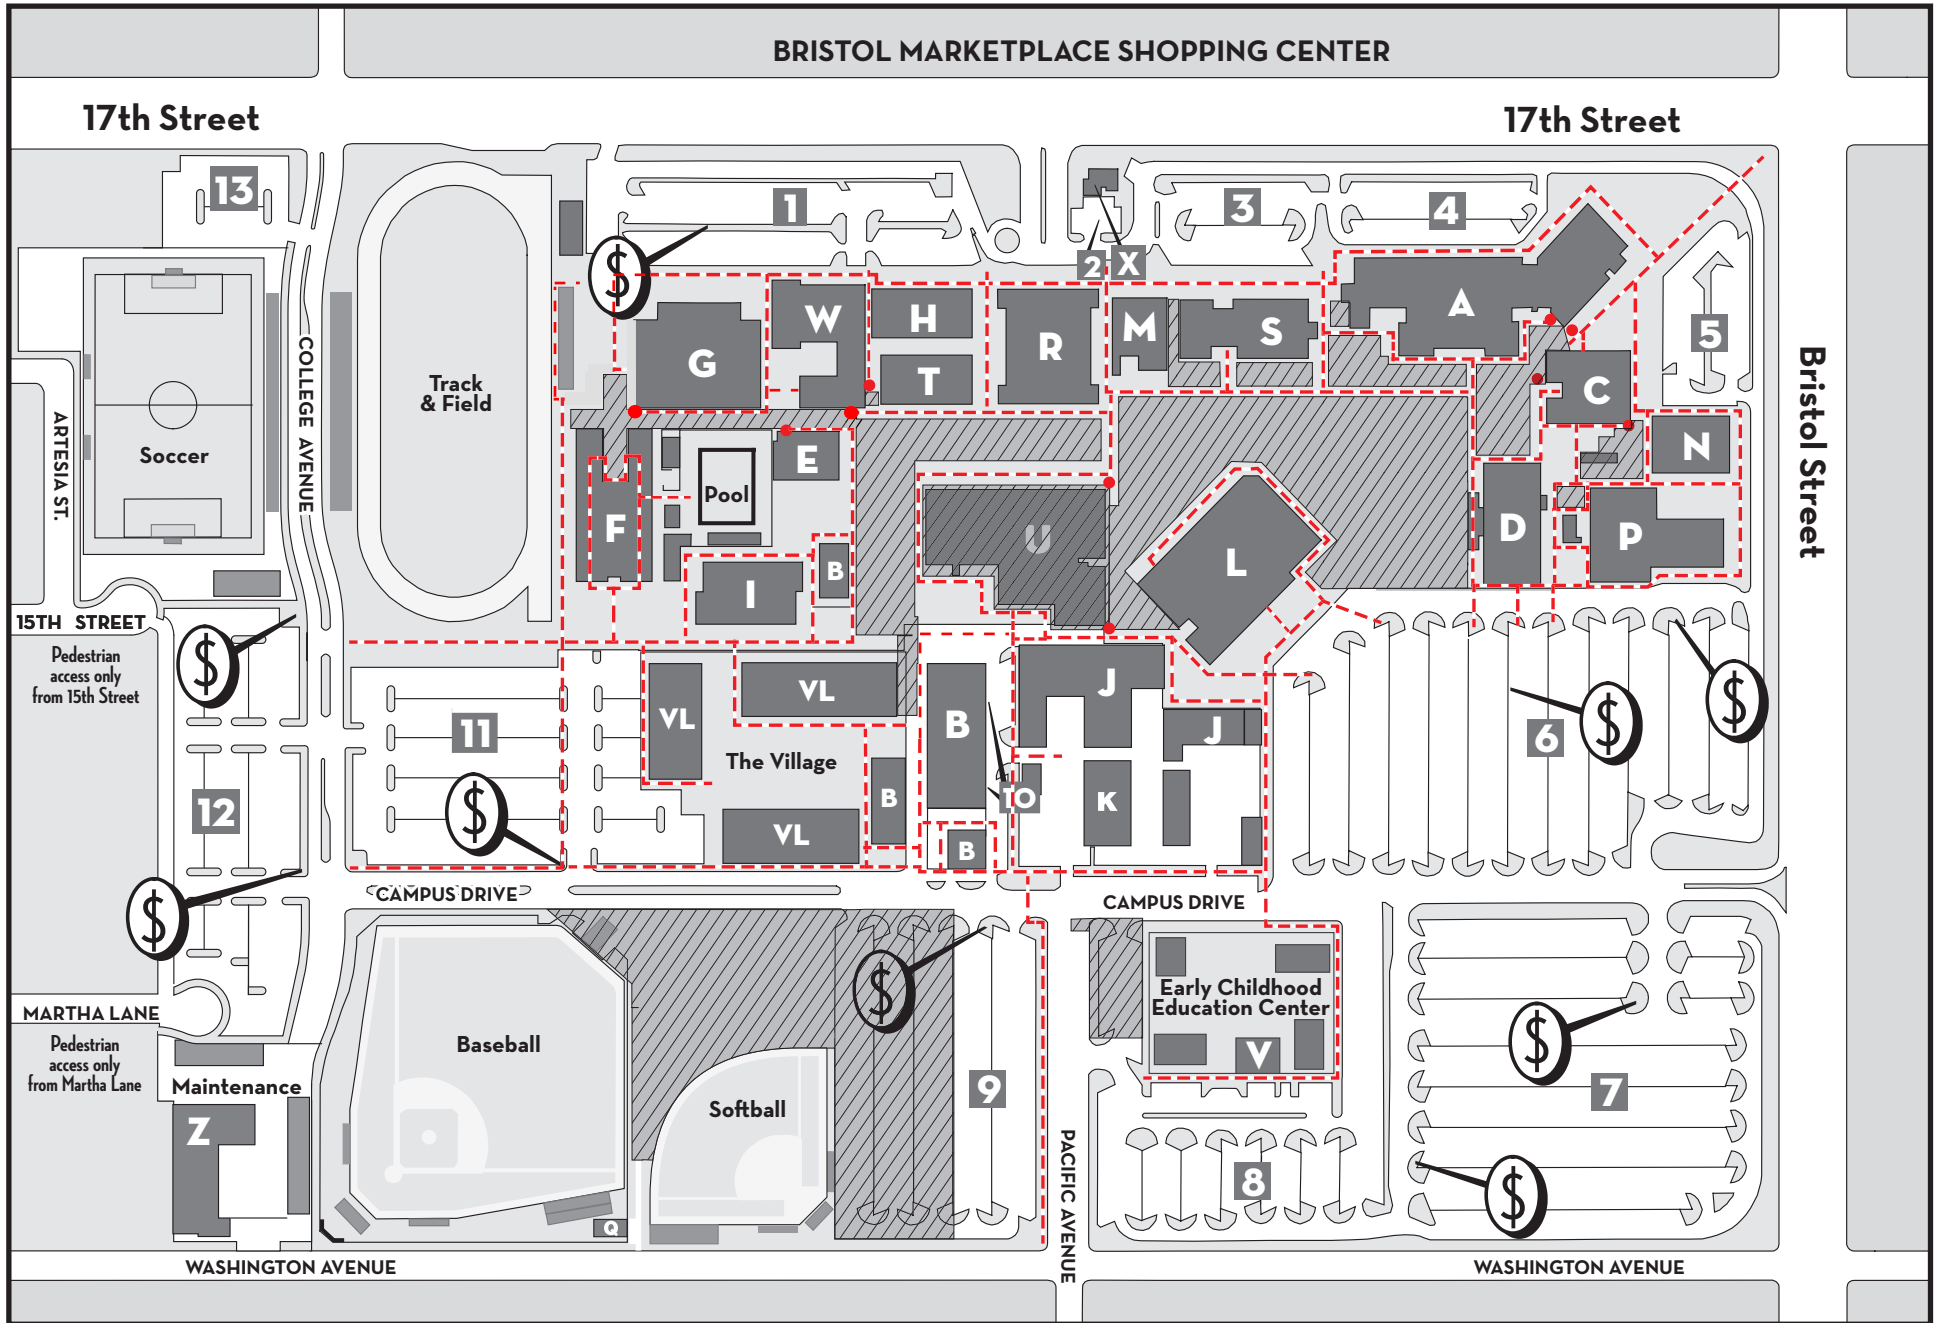 BRISTOL MARKETPLACE SHOPPING CENTER
17th Street
17th Street
13
1
3
4
2
X
5
$
W
H
T
G
R
M
S
A
C
N
COLLEGE AVENUE
ARTESIA ST.
Bristol Street
Track
& Field
Soccer
E
Pool
F
U
L
D
P
I
B
15TH STREET
Pedestrian
access only
from 15th Street
$
VL
VL
B
J
J
6
$
$
11
The Village
12
$
B
TO
K
VL
B
$
CAMPUS DRIVE
CAMPUS DRIVE
$
Early Childhood
Education Center
V
$
MARTHA LANE
Pedestrian
access only
from Martha Lane
Baseball
Maintenance
Z
Softball
9
7
PACIFIC AVENUE
8
$
Q
WASHINGTON AVENUE
WASHINGTON AVENUE